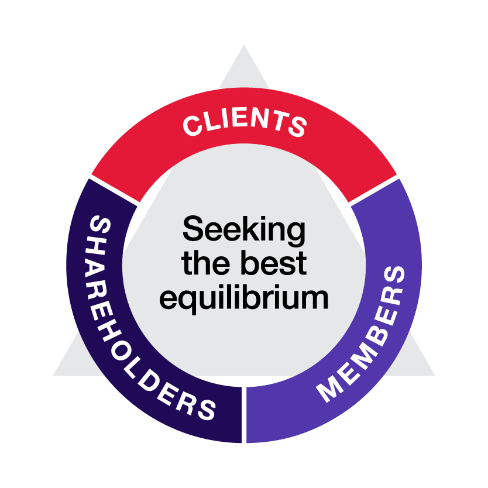 CLIENTS
SHAREHOLDERS
Seeking
the best
equilibrium
MEMBERS